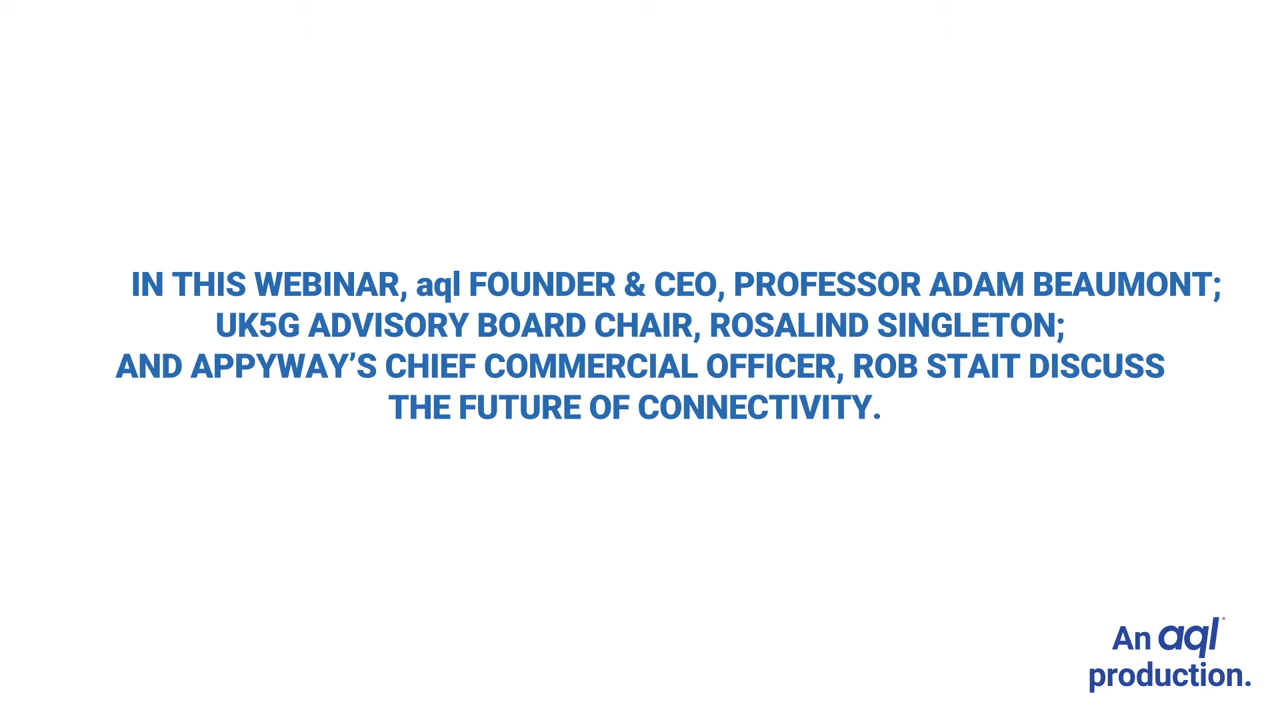 IN THIS WEBINAR, aql FOUNDER & CEO, PROFESSOR ADAM BEAUMONT;
UK5G ADVISORY BOARD CHAIR, ROSALIND SINGLETON;
AND APPYWAY’S CHIEF COMMERCIAL OFFICER, ROB STAIT DISCUSS
THE FUTURE OF CONNECTIVITY.
An aql
production.